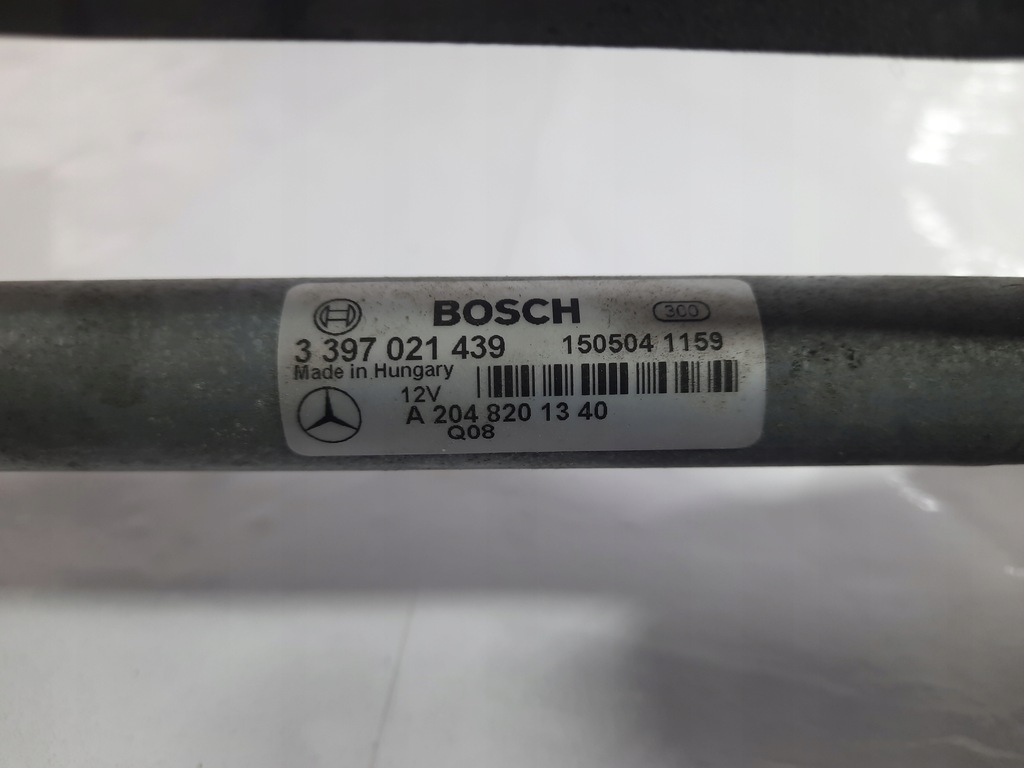 BOSCH 300
3 397 021 439 150504 1159
Made in Hungary
12V
A 204 820 13 40
Q08